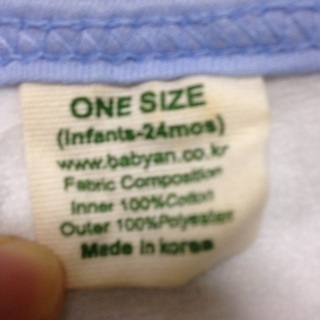 ONE SIZE
(Infants-24mos)
www.babyan.co.kr
Fabric Composition
Inner 100%Cotton
Outer 100%Polyester
Made in korea